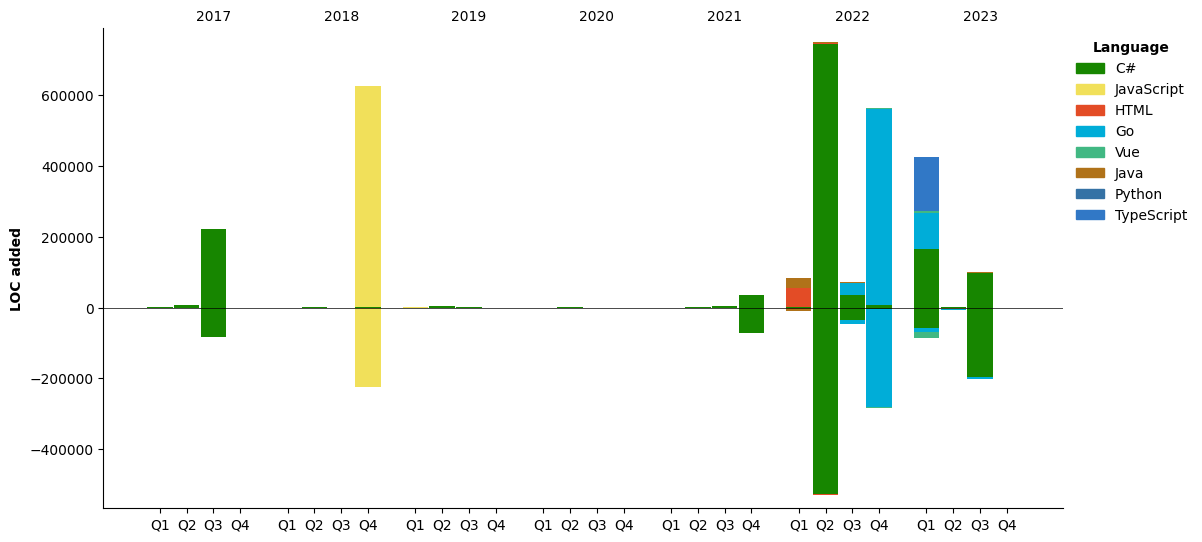 2017 2018 2019 2020 2021 2022 2023
Language
C#
JavaScript
HTML
Go
Vue
Java
Python
TypeScript
LOC added
600000
400000
200000
0
−200000
−400000
Q1 Q2 Q3 Q4 Q1 Q2 Q3 Q4 Q1 Q2 Q3 Q4 Q1 Q2 Q3 Q4 Q1 Q2 Q3 Q4 Q1 Q2 Q3 Q4 Q1 Q2 Q3 Q4